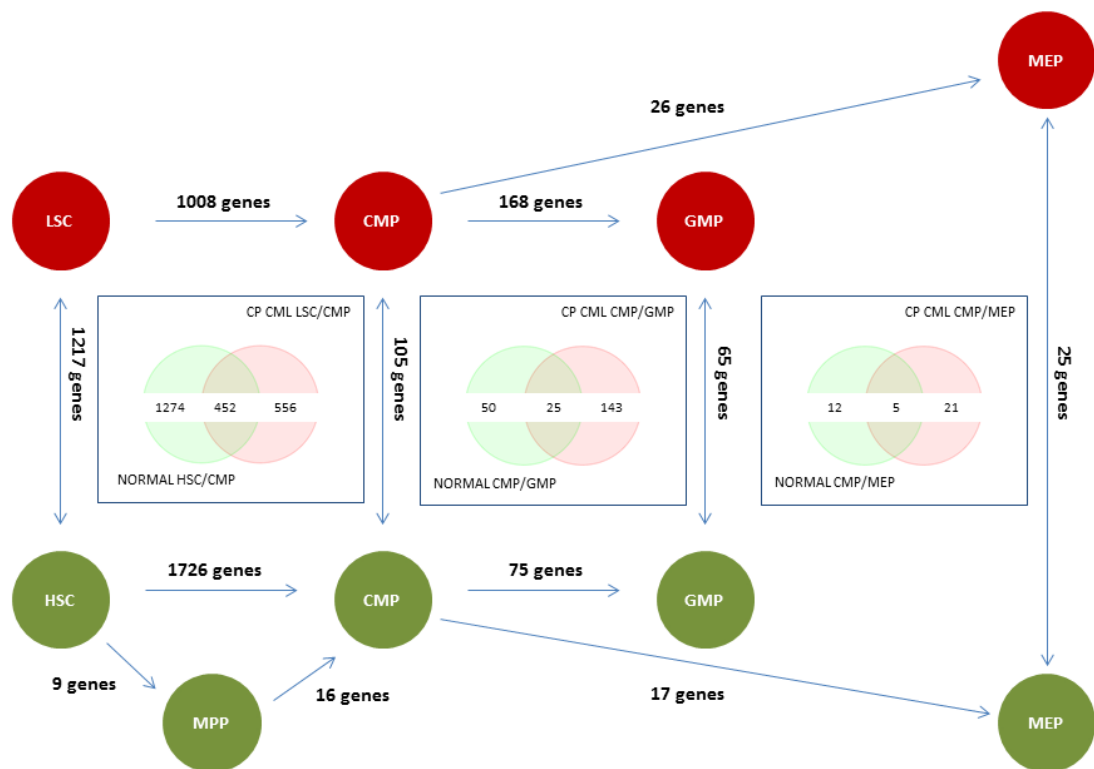 MEP
26 genes
1008 genes
168 genes
LSC
CMP
GMP
CP CML LSC/CMP
CP CML CMP/GMP
CP CML CMP/MEP
1217 genes
105 genes
65 genes
25 genes
1274 452 556
50 25 143
12 5 21
NORMAL HSC/CMP
NORMAL CMP/GMP
NORMAL CMP/MEP
1726 genes
75 genes
HSC
CMP
GMP
9 genes
16 genes
17 genes
MPP
MEP